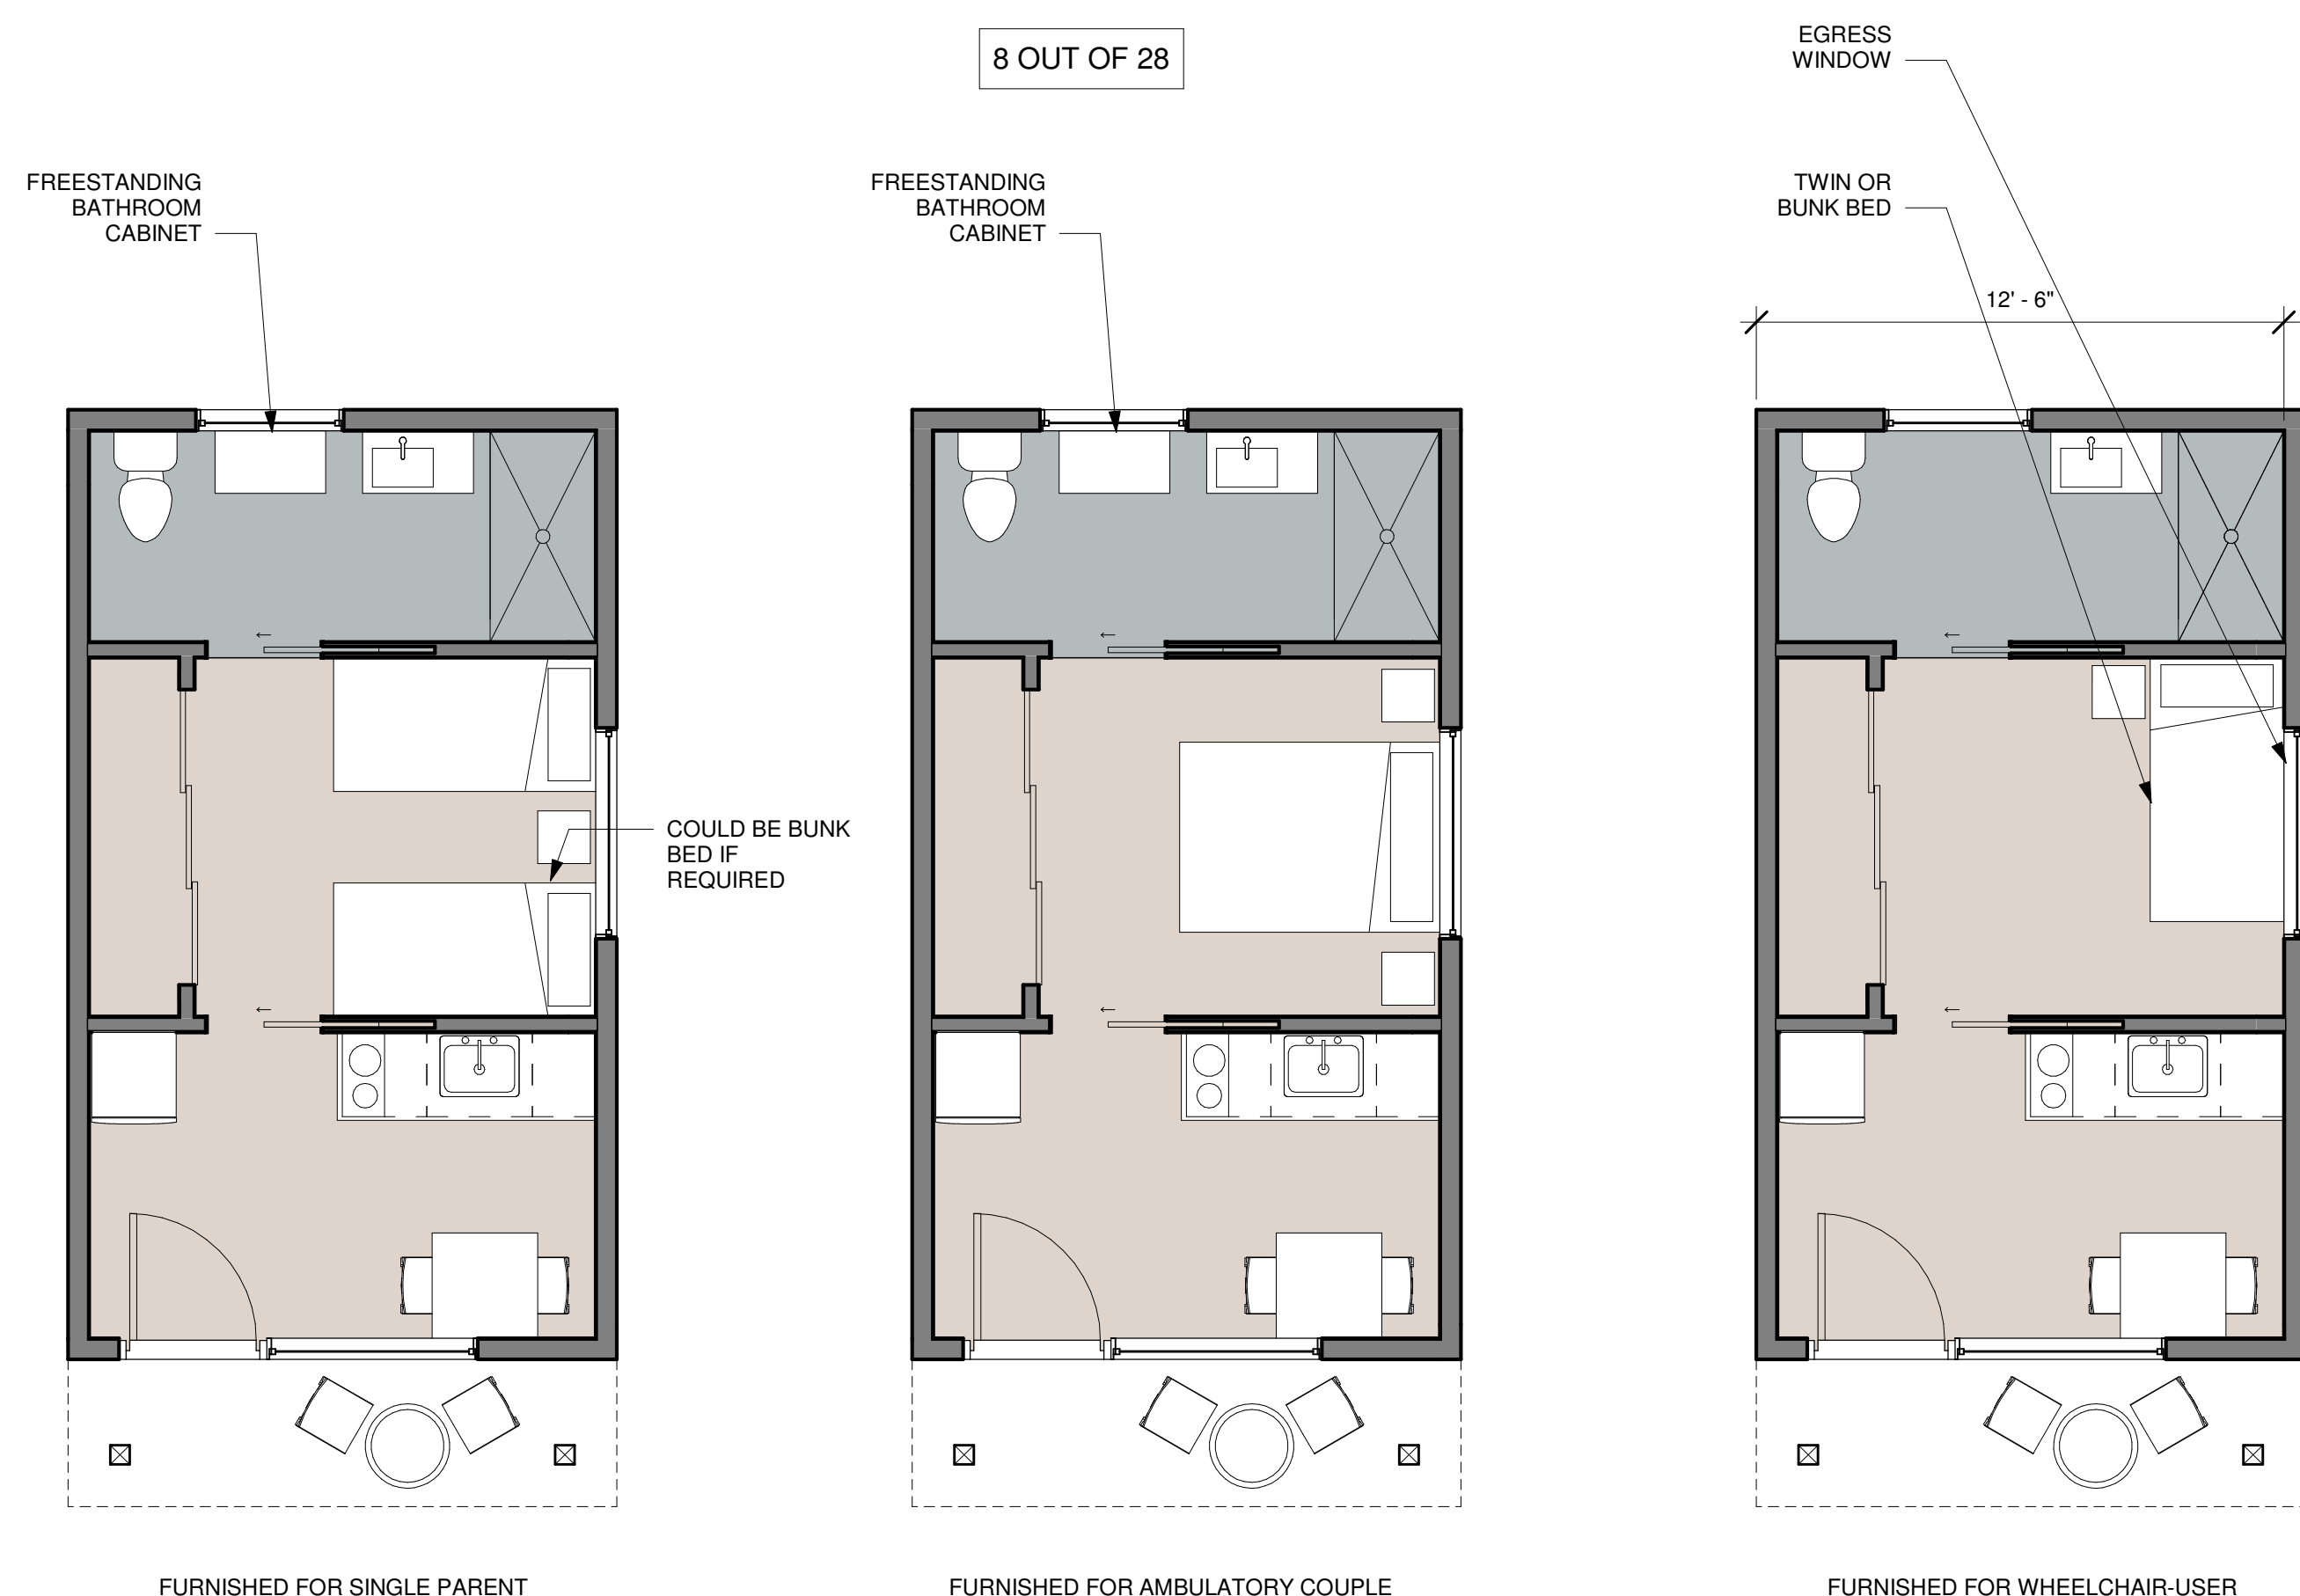 8 OUT OF 28
EGRESS
WINDOW
FREESTANDING
BATHROOM
CABINET
FREESTANDING
BATHROOM
CABINET
TWIN OR
BUNK BED
12' - 6"
COULD BE BUNK
BED IF
REQUIRED
FURNISHED FOR SINGLE PARENT
FURNISHED FOR AMBULATORY COUPLE
FURNISHED FOR WHEELCHAIR-USER